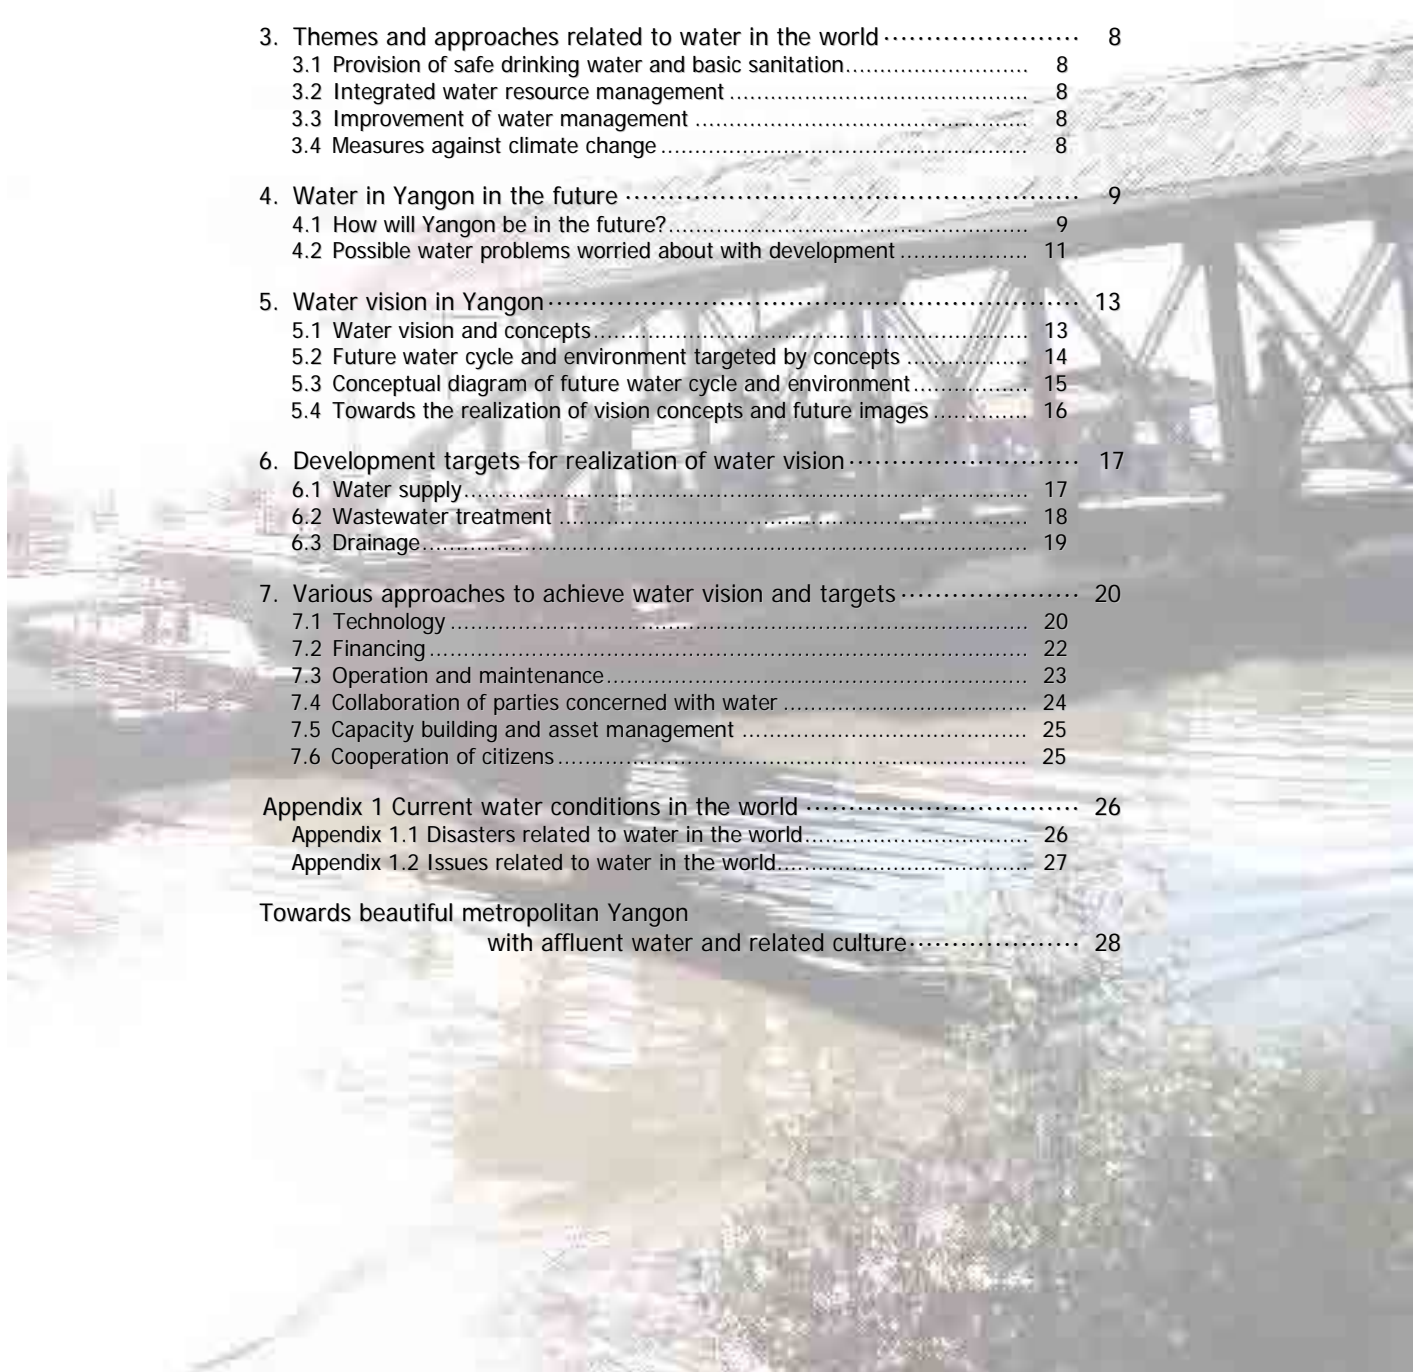 3. Themes and approaches related to water in the world ........................ 8
3.1 Provision of safe drinking water and basic sanitation........................... 8
3.2 Integrated water resource management ............................................ 8
3.3 Improvement of water management ................................................. 8
3.4 Measures against climate change ...................................................... 8
4. Water in Yangon in the future ...................................................... 9
4.1 How will Yangon be in the future?..................................................... 9
4.2 Possible water problems worried about with development ................... 11
5. Water vision in Yangon................................................................ 13
5.1 Water vision and concepts................................................................ 13
5.2 Future water cycle and environment targeted by concepts .................. 14
5.3 Conceptual diagram of future water cycle and environment................. 15
5.4 Towards the realization of vision concepts and future images .............. 16
6. Development targets for realization of water vision ............................ 17
6.1 Water supply................................................................................... 17
6.2 Wastewater treatment ..................................................................... 18
6.3 Drainage......................................................................................... 19
7. Various approaches to achieve water vision and targets ...................... 20
7.1 Technology ..................................................................................... 20
7.2 Financing ........................................................................................ 22
7.3 Operation and maintenance.............................................................. 23
7.4 Collaboration of parties concerned with water .................................... 24
7.5 Capacity building and asset management .......................................... 25
7.6 Cooperation of citizens ..................................................................... 25
Appendix 1 Current water conditions in the world ................................. 26
Appendix 1.1 Disasters related to water in the world................................. 26
Appendix 1.2 Issues related to water in the world..................................... 27
Towards beautiful metropolitan Yangon
with affluent water and related culture.................... 28